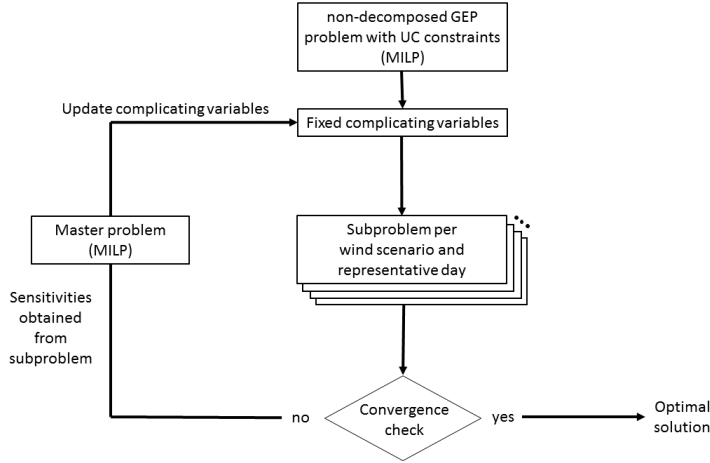 non-decomposed GEP
problem with UC constraints
(MILP)
Update complicating variables
Fixed complicating variables
Master problem
(MILP)
Subproblem per
wind scenario and
representative day
Sensitivities
obtained
from
subproblem
no
Convergence
check
yes
Optimal
solution